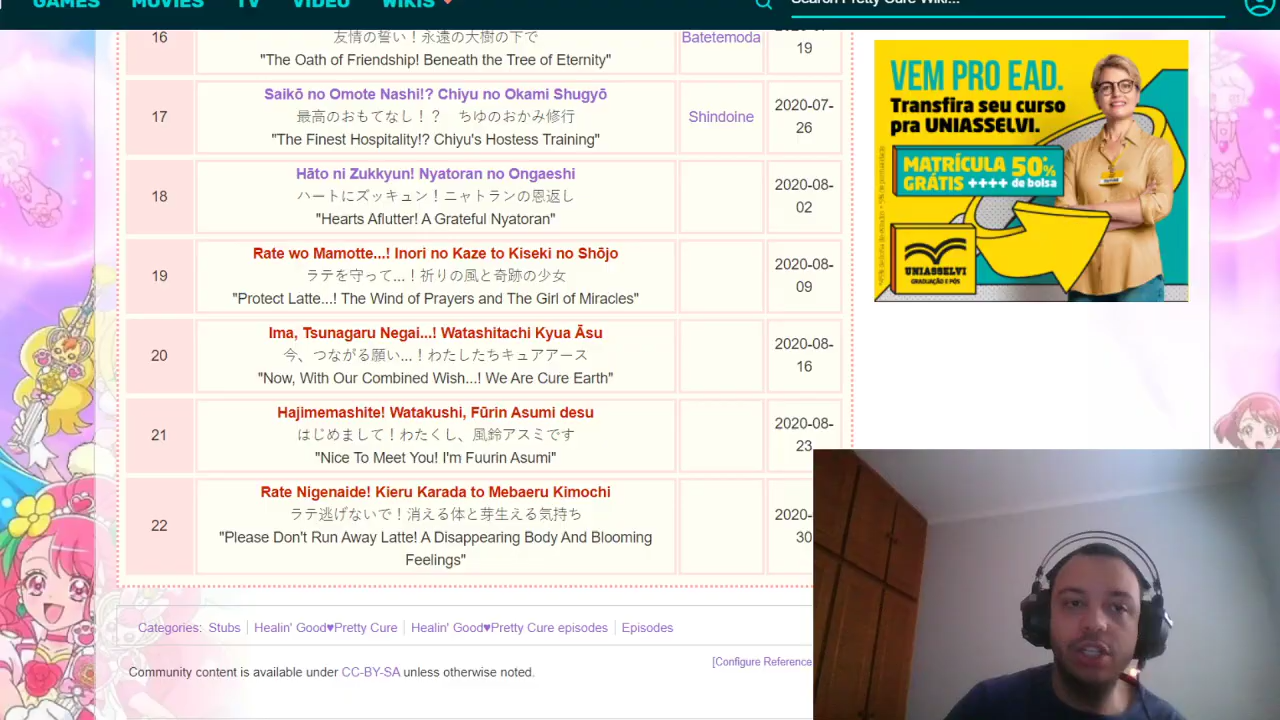 GAMES MOVIES TV VIDEO WIKIS
Search Pretty Cure Wiki...
16
友情の誓い！永遠の大樹の下で
"The Oath of Friendship! Beneath the Tree of Eternity"
Batetemoda
19
17
Saikō no Omote Nashi!? Chiyu no Okami Shugyō
最高のおもてなし！？　ちゆのおかみ修行
"The Finest Hospitality!? Chiyu's Hostess Training"
Shindoine
2020-07-
26
18
Hāto ni Zukkyun! Nyatoran no Ongaeshi
ハートにズッキュン！ニャトランの恩返し
"Hearts Aflutter! A Grateful Nyatoran"
2020-08-
02
19
Rate wo Mamotte...! Inori no Kaze to Kiseki no Shōjo
ラテを守って...！祈りの風と奇跡の少女
"Protect Latte...! The Wind of Prayers and The Girl of Miracles"
2020-08-
09
20
Ima, Tsunagaru Negai...! Watashitachi Kyua Āsu
今、つながる願い...！わたしたちキュアアース
"Now, With Our Combined Wish...! We Are Cure Earth"
2020-08-
16
21
Hajimemashite! Watakushi, Fūrin Asumi desu
はじめまして！わたくし、風鈴アスミです
"Nice To Meet You! I'm Fuurin Asumi"
2020-08-
23
22
Rate Nigenaide! Kieru Karada to Mebaeru Kimochi
ラテ逃げないで！消える体と芽生える気持ち
"Please Don't Run Away Latte! A Disappearing Body And Blooming
Feelings"
2020-
30
Categories: Stubs Healin' Good♥Pretty Cure Healin' Good♥Pretty Cure episodes Episodes
[Configure Reference
Community content is available under CC-BY-SA unless otherwise noted.
VEM PRO EAD.
Transfira seu curso
pra UNIASSELVI.
MATRÍCULA
GRÁTIS ++++
50%
de bolsa
UNIASSELVI
GRADUAÇÃO E PÓS